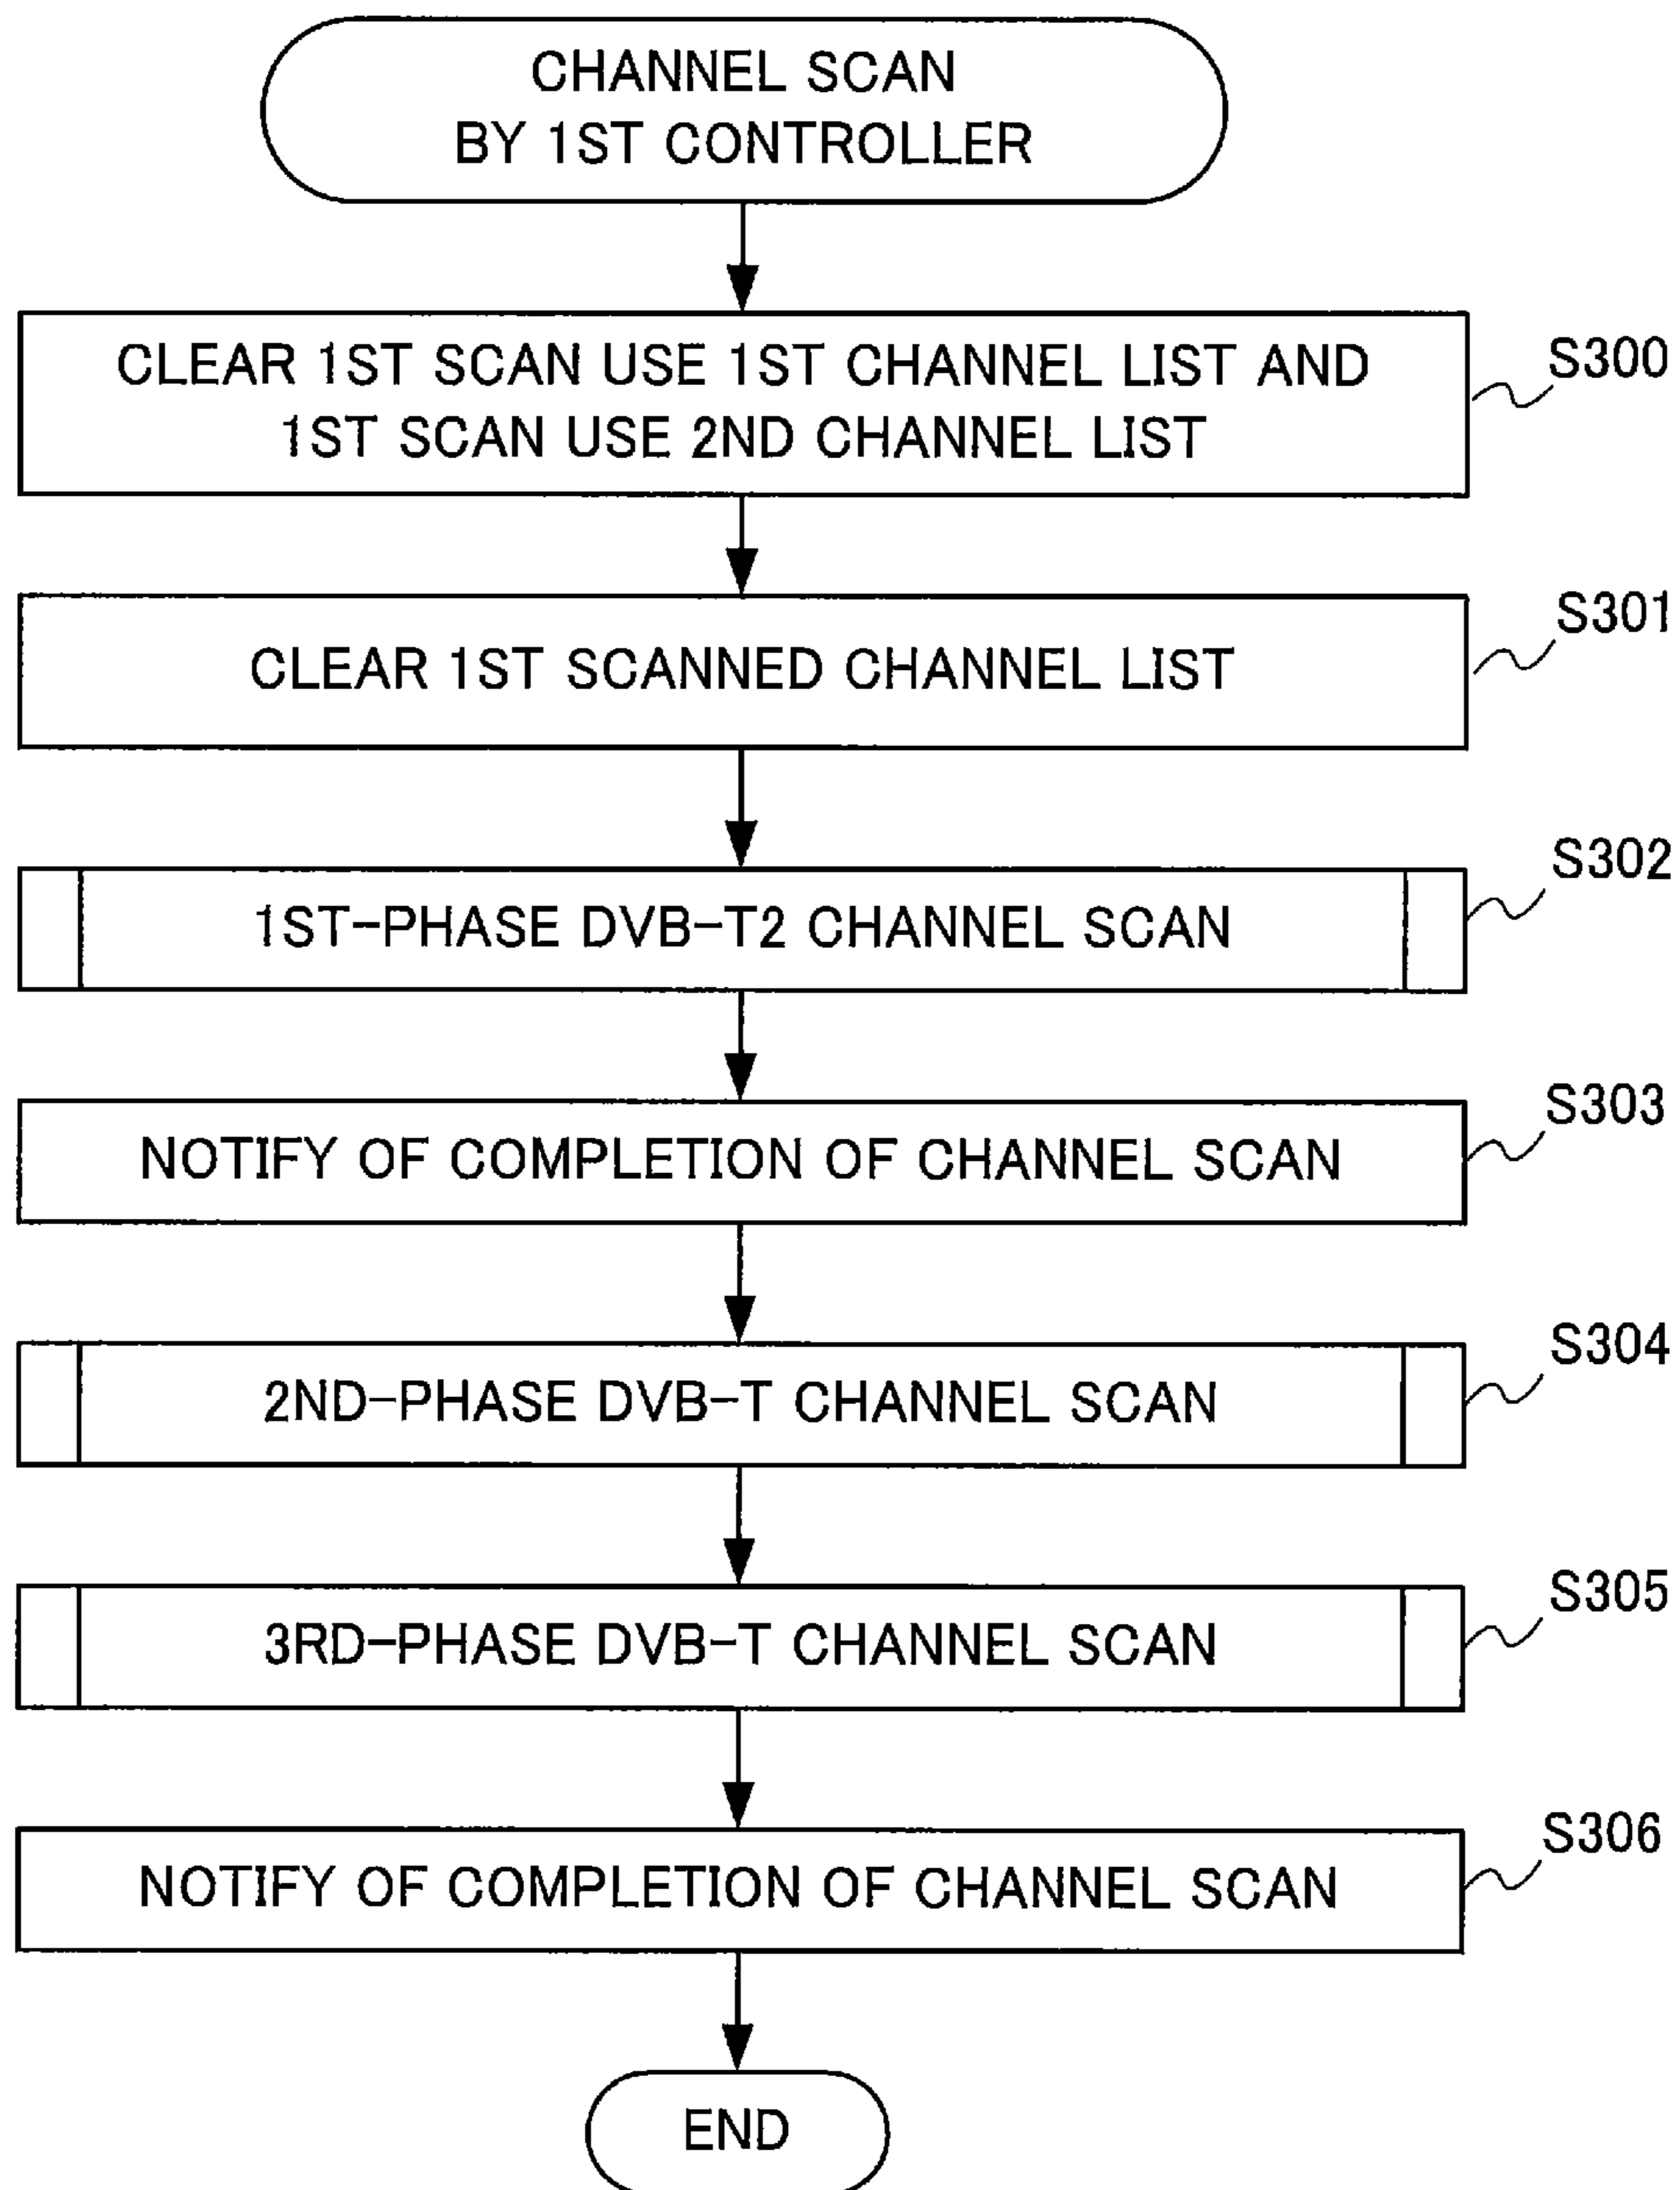 CHANNEL SCAN
BY 1ST CONTROLLER
CLEAR 1ST SCAN USE 1ST CHANNEL LIST AND
1ST SCAN USE 2ND CHANNEL LIST
S300
CLEAR 1ST SCANNED CHANNEL LIST
S301
1ST-PHASE DVB-T2 CHANNEL SCAN
S302
NOTIFY OF COMPLETION OF CHANNEL SCAN
S303
2ND-PHASE DVB-T CHANNEL SCAN
S304
3RD-PHASE DVB-T CHANNEL SCAN
S305
NOTIFY OF COMPLETION OF CHANNEL SCAN
S306
END